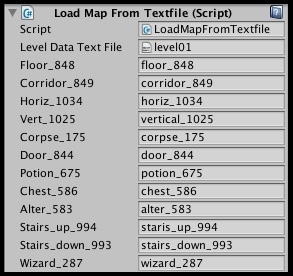 Load Map From Textfile (Script)
Script LoadMapFromTextfile
Level Data Text File level01
Floor_848 floor_848
Corridor_849 corridor_849
Horiz_1034 horiz_1034
Vert_1025 vertical_1025
Corpse_175 corpse_175
Door_844 door_844
Potion_675 potion_675
Chest_586 chest_586
Alter_583 alter_583
Stairs_up_994 staris_up_994
Stairs_down_993 stairs_down_993
Wizard_287 wizard_287